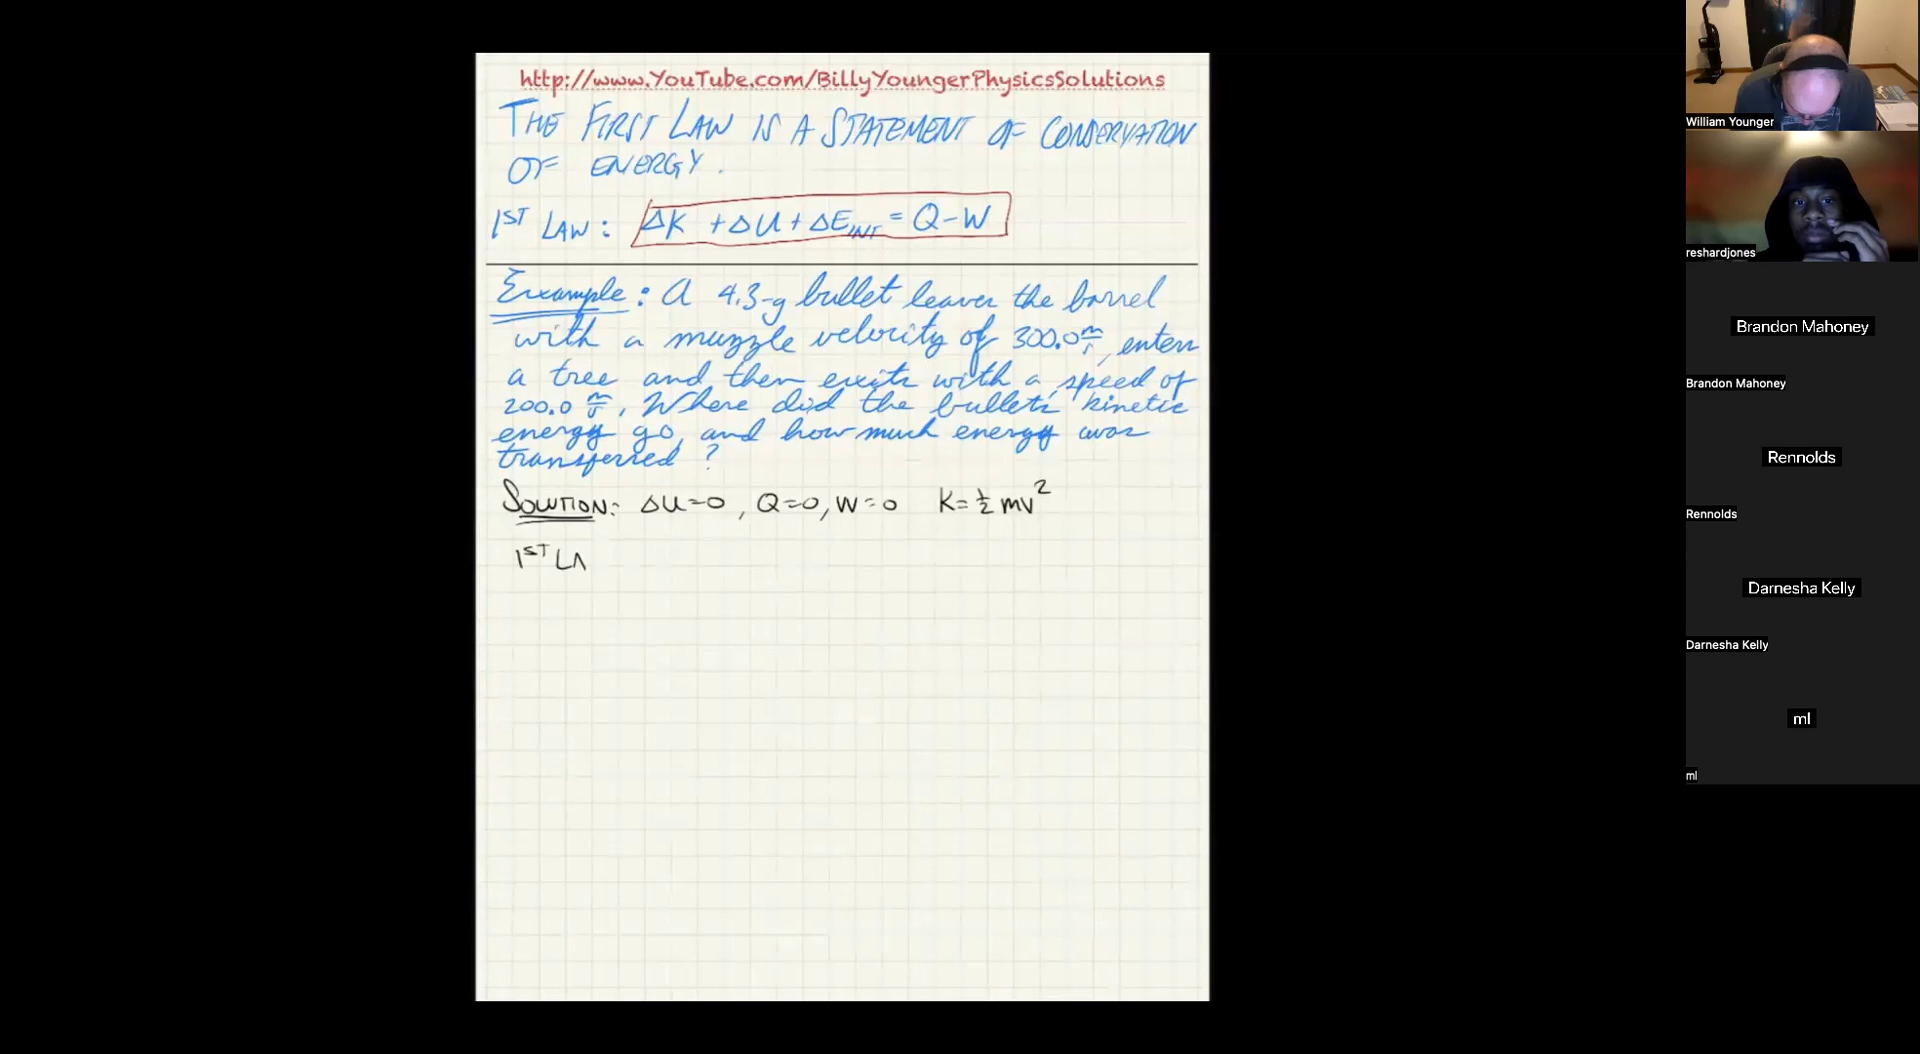 http://www.YouTube.com/BillyYoungerPhysicsSolutions
THE FIRST LAW IS A STATEMENT OF CONSERVATION
OF ENERGY.
1ST LAW: ΔK + ΔU + ΔE_INT = Q - W
Example: A 4.3-g bullet leaves the barrel
with a muzzle velocity of 300.0 m/s, enters
a tree and then exits with a speed of
200.0 m/s, Where did the bullet's kinetic
energy go, and how much energy was
transferred?
SOLUTION: ΔU=0, Q=0, W=0 K=½mv²
1ST LA
William Younger
reshardjones
Brandon Mahoney
Brandon Mahoney
Rennolds
Rennolds
Darnesha Kelly
Darnesha Kelly
ml
ml